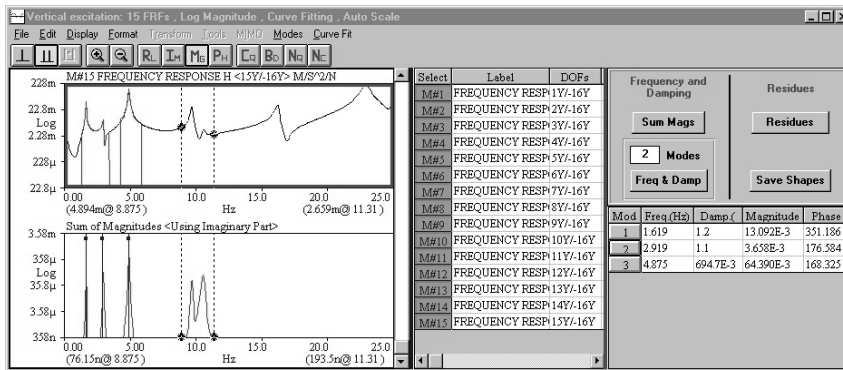 Vertical excitation: 15 FRFs , Log Magnitude , Curve Fitting , Auto Scale
File Edit Display Format Transform Tools MIMO Modes Curve Fit
RL IM MG PH
M#15 FREQUENCY RESPONSE H <15Y/-16Y> M/S^2/N
228m
22.8m
Log
2.28m
228µ
22.8µ
0.00 5.00 10.0 15.0 20.0 25.0
(4.894m@ 8.875 ) Hz (2.659m@ 11.31 )
Sum of Magnitudes <Using Imaginary Part>
3.58m
Log
35.8µ
3.58µ
358n
0.00 5.00 10.0 15.0 20.0 25.0
(76.15n@ 8.875 ) Hz (193.5n@ 11.31 )
Select Label DOFs
M#1 FREQUENCY RESP 1Y/-16Y
M#2 FREQUENCY RESP 2Y/-16Y
M#3 FREQUENCY RESP 3Y/-16Y
M#4 FREQUENCY RESP 4Y/-16Y
M#5 FREQUENCY RESP 5Y/-16Y
M#6 FREQUENCY RESP 6Y/-16Y
M#7 FREQUENCY RESP 7Y/-16Y
M#8 FREQUENCY RESP 8Y/-16Y
M#9 FREQUENCY RESP 9Y/-16Y
M#10 FREQUENCY RESP 10Y/-16Y
M#11 FREQUENCY RESP 11Y/-16Y
M#12 FREQUENCY RESP 12Y/-16Y
M#13 FREQUENCY RESP 13Y/-16Y
M#14 FREQUENCY RESP 14Y/-16Y
M#15 FREQUENCY RESP 15Y/-16Y
Frequency and
Damping
Sum Mags
2 Modes
Freq & Damp
Residues
Residues
Save Shapes
Mod Freq.(Hz) Damp.( Magnitude Phase
1 1.619 1.2 13.092E-3 351.186
2 2.919 1.1 3.658E-3 176.584
3 4.875 694.7E-3 64.390E-3 168.325